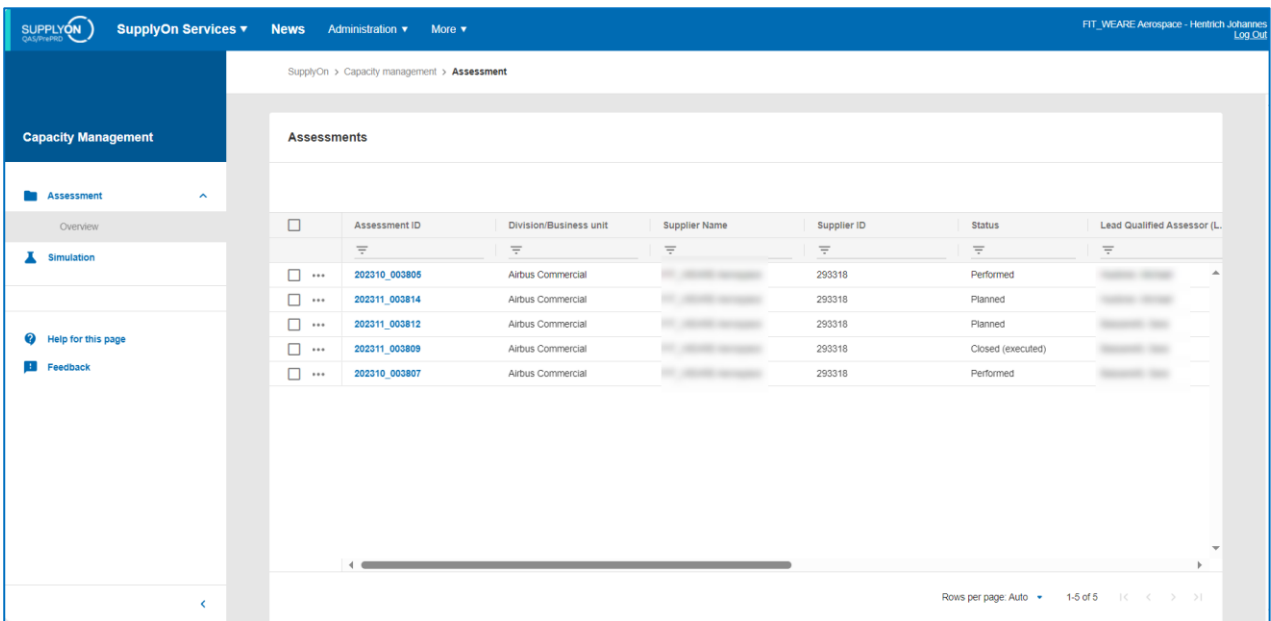 SUPPLYON
QAS/PrePRD
SupplyOn Services ▾ News Administration ▾ More ▾
FIT_WEARE Aerospace - Hentrich Johannes
Log Out
SupplyOn > Capacity management > Assessment
Capacity Management
Assessments
Assessment
Overview
Simulation
Help for this page
Feedback
Assessment ID Division/Business unit Supplier Name Supplier ID Status Lead Qualified Assessor (L.
202310_003805 Airbus Commercial 293318 Performed
202311_003814 Airbus Commercial 293318 Planned
202311_003812 Airbus Commercial 293318 Planned
202311_003809 Airbus Commercial 293318 Closed (executed)
202310_003807 Airbus Commercial 293318 Performed
Rows per page: Auto ▾ 1-5 of 5